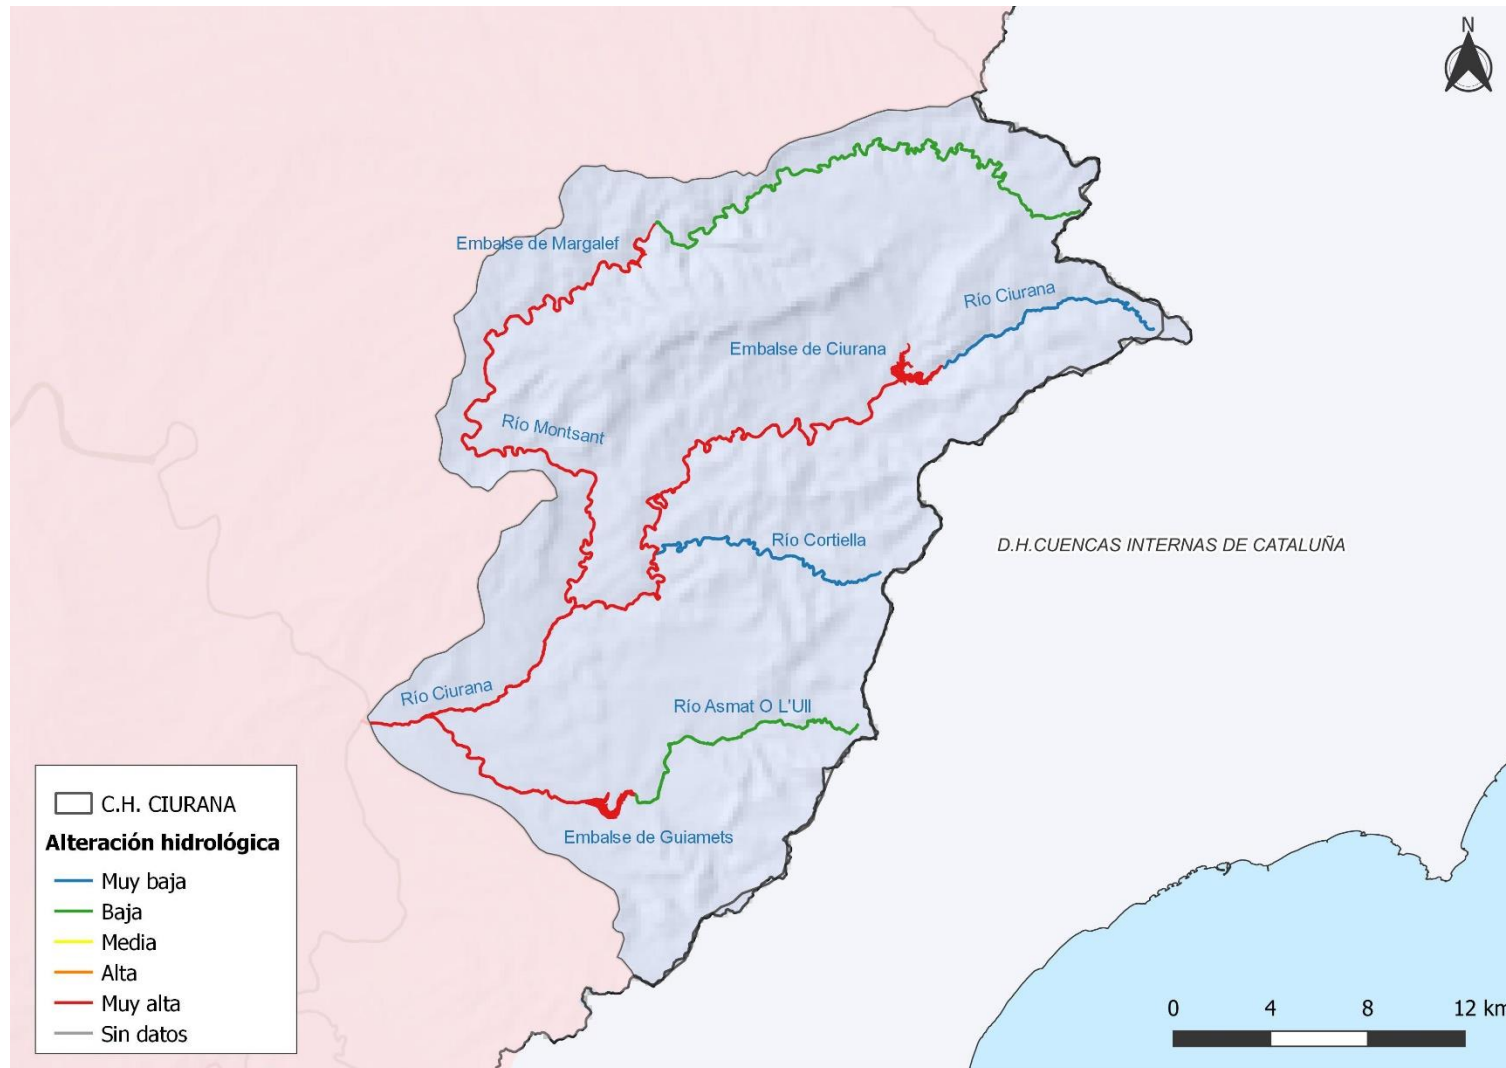 N
Embalse de Margalef
Río Ciurana
Embalse de Ciurana
Río Montsant
Río Cortiella
D.H.CUENCAS INTERNAS DE CATALUÑA
Río Ciurana
Río Asmat O L'Ull
Embalse de Guiamets
C.H. CIURANA
Alteración hidrológica
Muy baja
Baja
Media
Alta
Muy alta
Sin datos
0 4 8 12 km